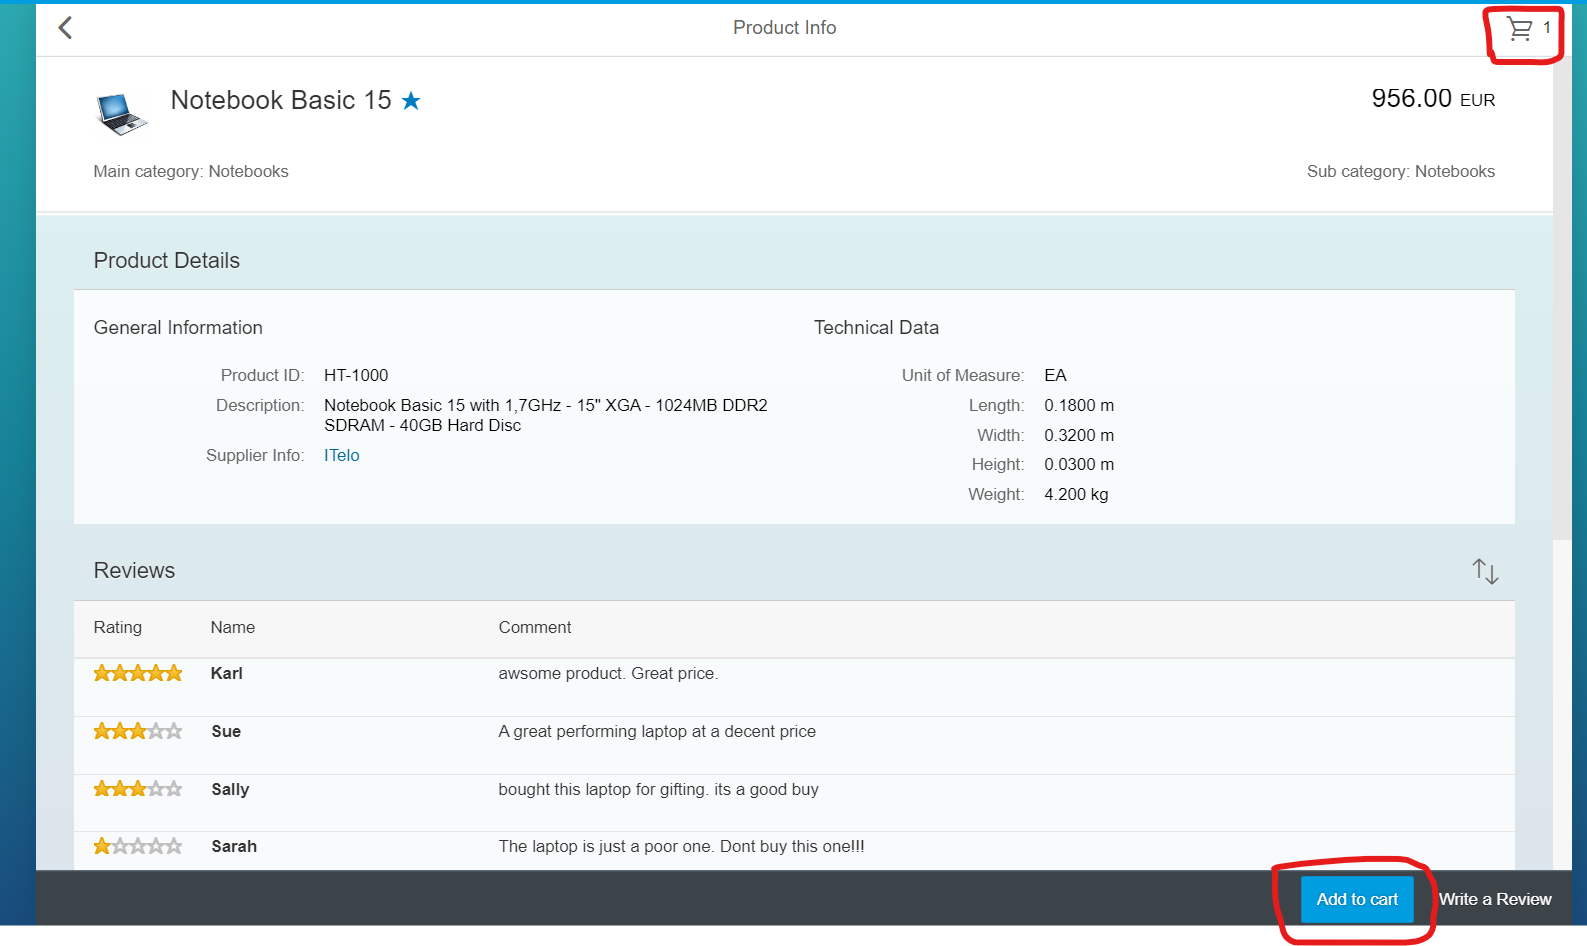 Product Info
1
Notebook Basic 15
956.00 EUR
Main category: Notebooks
Sub category: Notebooks
Product Details
General Information
Product ID: HT-1000
Description: Notebook Basic 15 with 1,7GHz - 15" XGA - 1024MB DDR2
SDRAM - 40GB Hard Disc
Supplier Info: ITelo
Technical Data
Unit of Measure: EA
Length: 0.1800 m
Width: 0.3200 m
Height: 0.0300 m
Weight: 4.200 kg
Reviews
Rating Name Comment
Karl awsome product. Great price.
Sue A great performing laptop at a decent price
Sally bought this laptop for gifting. its a good buy
Sarah The laptop is just a poor one. Dont buy this one!!!
Add to cart Write a Review